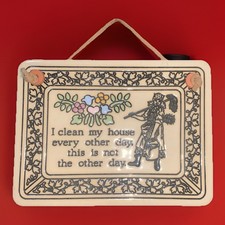 I clean my house
every other day.
this is not
the other day.